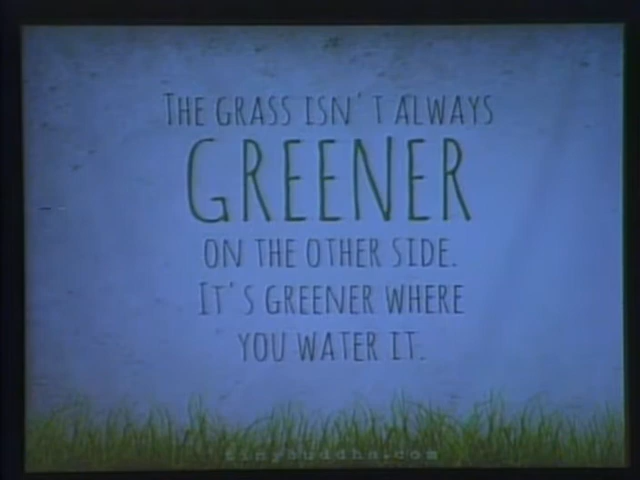 THE GRASS ISN'T ALWAYS
GREENER
ON THE OTHER SIDE.
IT'S GREENER WHERE
YOU WATER IT.
tinybuddha.com